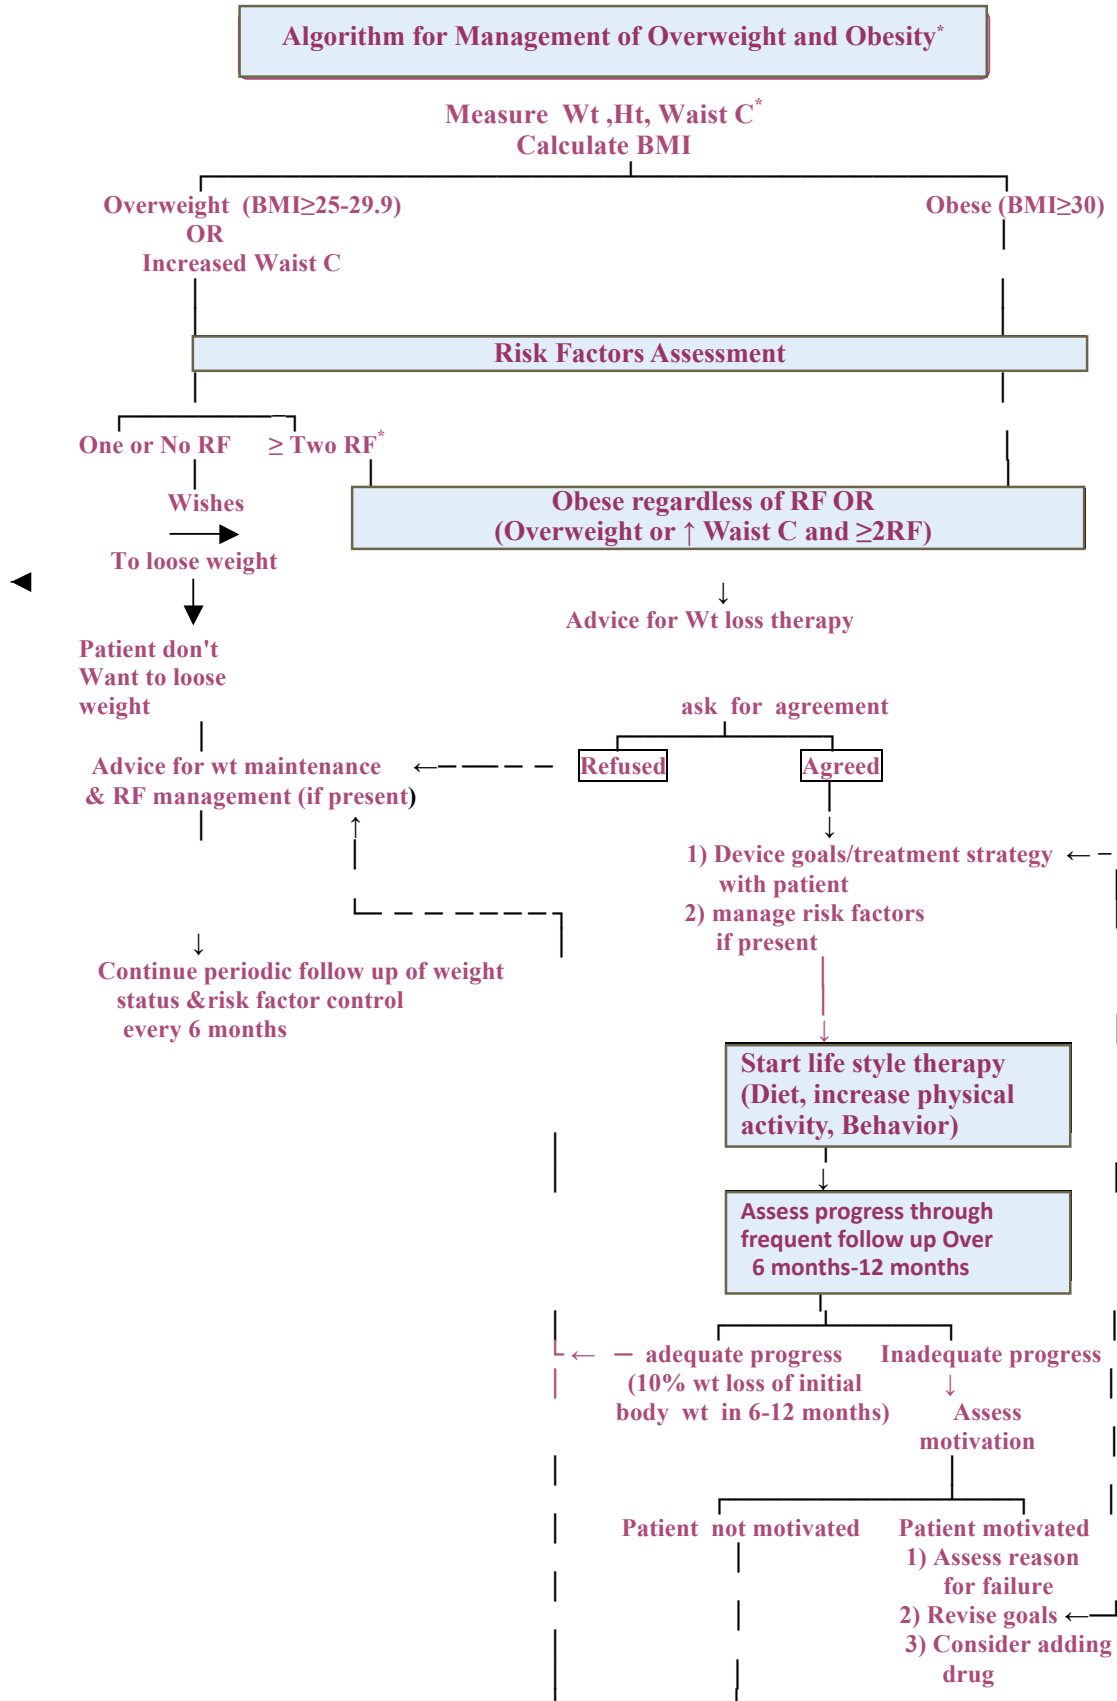 Algorithm for Management of Overweight and Obesity*
Measure Wt ,Ht, Waist C*
Calculate BMI
Overweight (BMI≥25-29.9)
OR
Increased Waist C
Obese (BMI≥30)
Risk Factors Assessment
One or No RF
≥ Two RF*
Wishes
To loose weight
Obese regardless of RF OR
(Overweight or ↑ Waist C and ≥2RF)
Advice for Wt loss therapy
Patient don't
Want to loose
weight
ask for agreement
Refused
Agreed
Advice for wt maintenance
& RF management (if present)
1) Device goals/treatment strategy
with patient
2) manage risk factors
if present
Continue periodic follow up of weight
status &risk factor control
every 6 months
Start life style therapy
(Diet, increase physical
activity, Behavior)
Assess progress through
frequent follow up Over
6 months-12 months
adequate progress
(10% wt loss of initial
body wt in 6-12 months)
Inadequate progress
Assess
motivation
Patient not motivated
Patient motivated
1) Assess reason
for failure
2) Revise goals
3) Consider adding
drug